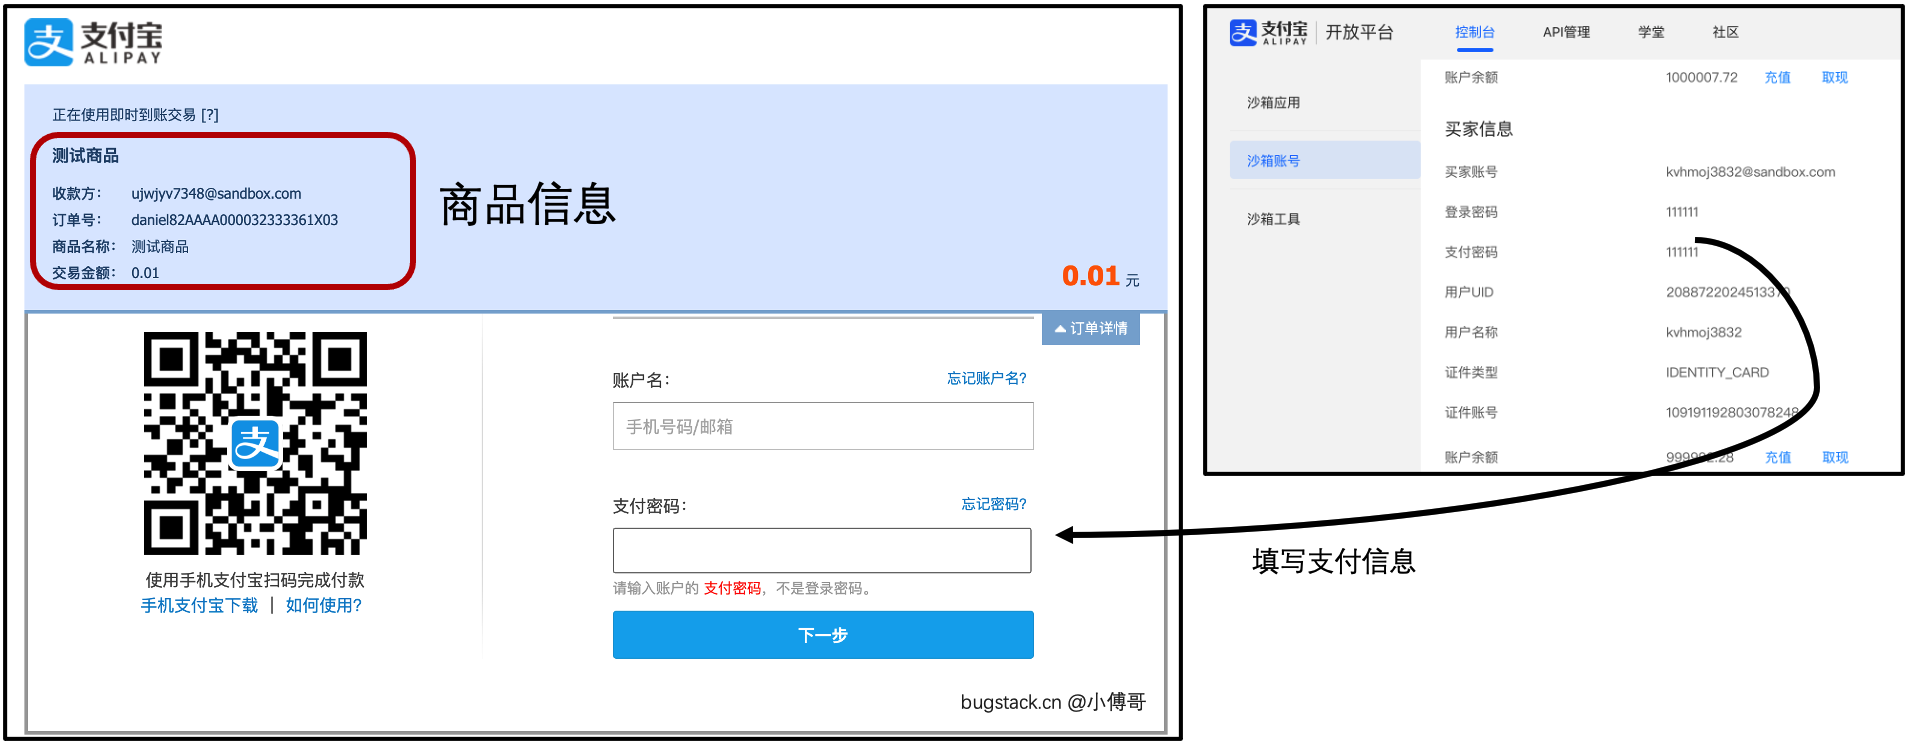 支付宝
ALIPAY
正在使用即时到账交易 [?]
测试商品
收款方： ujwjyv7348@sandbox.com
订单号： daniel82AAAA000032333361X03
商品名称： 测试商品
交易金额： 0.01
商品信息
0.01 元
订单详情
账户名：
忘记账户名?
手机号码/邮箱
支付密码：
忘记密码?
请输入账户的 支付密码，不是登录密码。
下一步
使用手机支付宝扫码完成付款
手机支付宝下载 | 如何使用?
bugstack.cn @小傅哥
支付宝
ALIPAY
开放平台
控制台
API管理
学堂
社区
沙箱应用
沙箱账号
沙箱工具
账户余额 1000007.72 充值 取现
买家信息
买家账号 kvhmoj3832@sandbox.com
登录密码 111111
支付密码 111111
用户UID
用户名称 kvhmoj3832
证件类型 IDENTITY_CARD
证件账号 109191192803078248
账户余额 充值 取现
填写支付信息